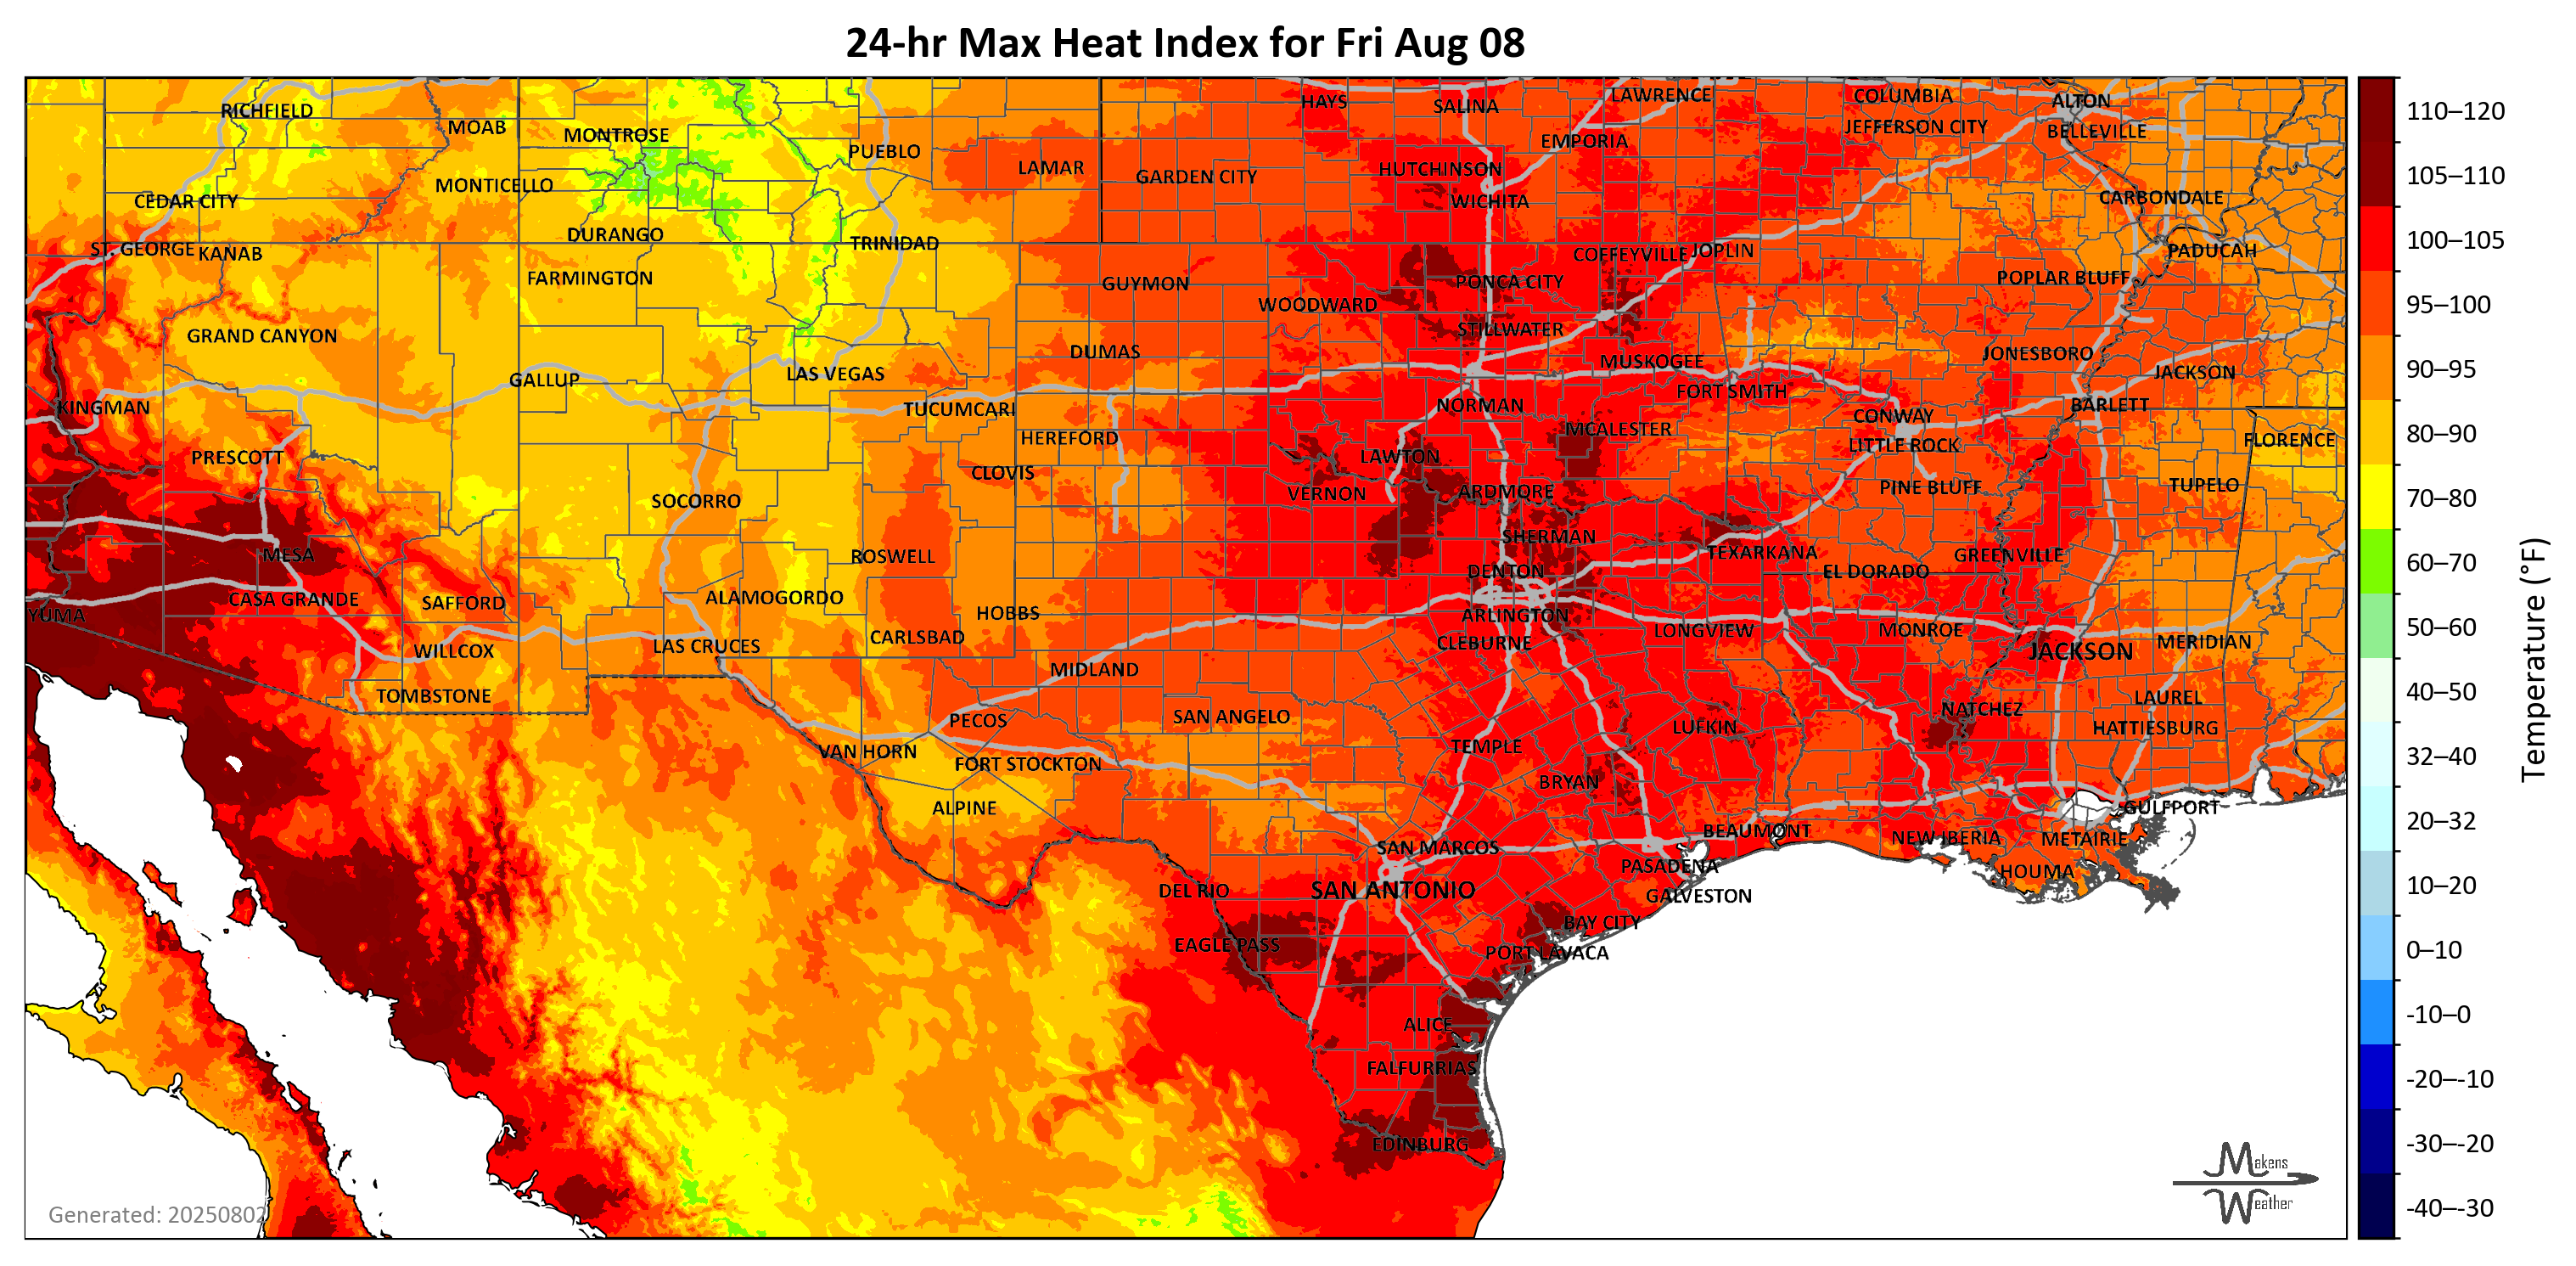 24-hr Max Heat Index for Fri Aug 08
RICHFIELD
MOAB
MONTROSE
PUEBLO
LAMAR
HAYS
SALINA
LAWRENCE
COLUMBIA
ALTON
EMPORIA
JEFFERSON CITY
BELLEVILLE
MONTICELLO
CEDAR CITY
GARDEN CITY
HUTCHINSON
WICHITA
CARBONDALE
ST. GEORGE
KANAB
DURANGO
TRINIDAD
COFFEYVILLE
JOPLIN
PADUCAH
FARMINGTON
GUYMON
PONCA CITY
POPLAR BLUFF
WOODWARD
GRAND CANYON
STILLWATER
DUMAS
MUSKOGEE
JONESBORO
GALLUP
LAS VEGAS
FORT SMITH
JACKSON
KINGMAN
TUCUMCARI
NORMAN
CONWAY
BARLETT
HEREFORD
MCALESTER
LITTLE ROCK
FLORENCE
PRESCOTT
CLOVIS
LAWTON
SOCORRO
VERNON
ARDMORE
PINE BLUFF
TUPELO
MESA
ROSWELL
SHERMAN
TEXARKANA
GREENVILLE
DENTON
EL DORADO
CASA GRANDE
SAFFORD
ALAMOGORDO
HOBBS
YUMA
ARLINGTON
CARLSBAD
LAS CRUCES
WILLCOX
CLEBURNE
LONGVIEW
MONROE
JACKSON
MERIDIAN
MIDLAND
TOMBSTONE
LAUREL
PECOS
SAN ANGELO
NATCHEZ
LUFKIN
HATTIESBURG
VAN HORN
TEMPLE
FORT STOCKTON
BRYAN
ALPINE
GULFPORT
BEAUMONT
NEW IBERIA
METAIRIE
SAN MARCOS
PASADENA
HOUMA
DEL RIO
SAN ANTONIO
GALVESTON
BAY CITY
EAGLE PASS
PORT LAVACA
ALICE
FALFURRIAS
EDINBURG
Generated: 20250802
Makens
Weather
110–120
105–110
100–105
95–100
90–95
80–90
70–80
60–70
50–60
40–50
32–40
20–32
10–20
0–10
-10–0
-20–-10
-30–-20
-40–-30
Temperature (°F)